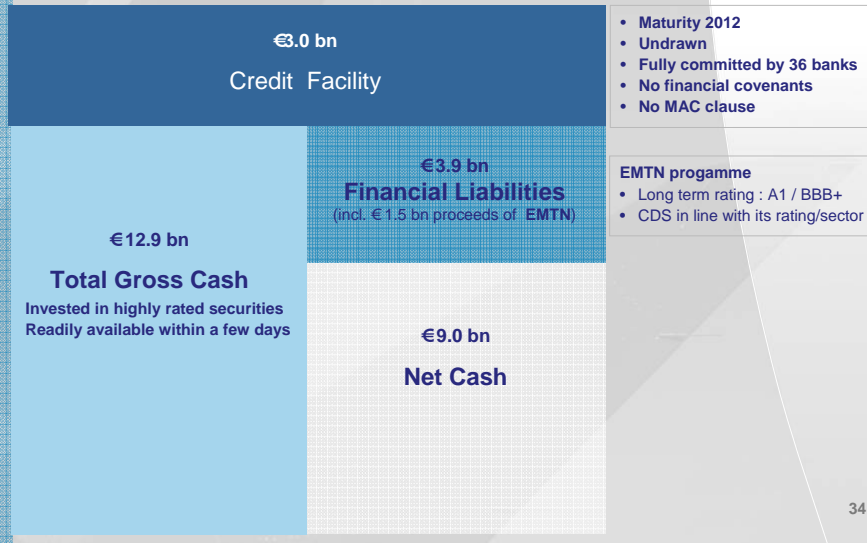 €3.0 bn
Credit Facility
• Maturity 2012
• Undrawn
• Fully committed by 36 banks
• No financial covenants
• No MAC clause
€12.9 bn
Total Gross Cash
Invested in highly rated securities
Readily available within a few days
€3.9 bn
Financial Liabilities
(incl. €1.5 bn proceeds of EMTN)
EMTN progamme
• Long term rating : A1 / BBB+
• CDS in line with its rating/sector
€9.0 bn
Net Cash
34